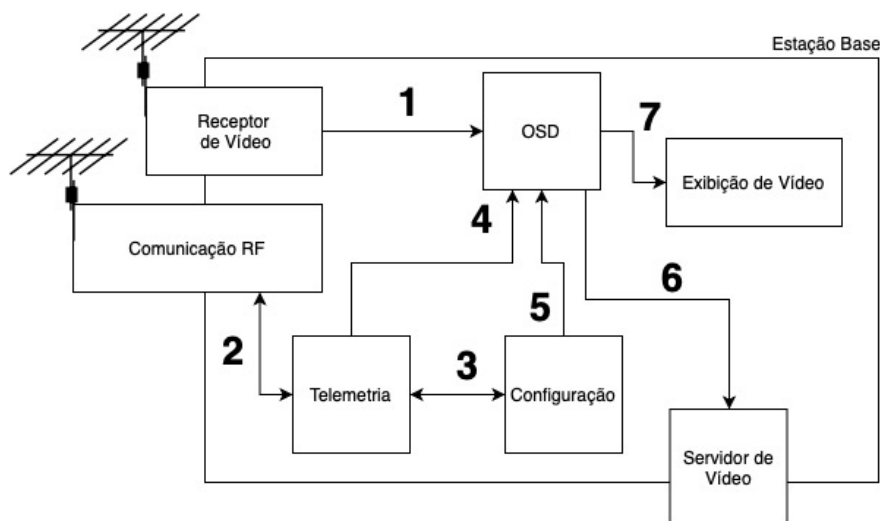 Estação Base
1
Receptor
de Vídeo
OSD
7
Exibição de Vídeo
4
Comunicação RF
6
5
2
3
Telemetria
Configuração
Servidor de
Vídeo